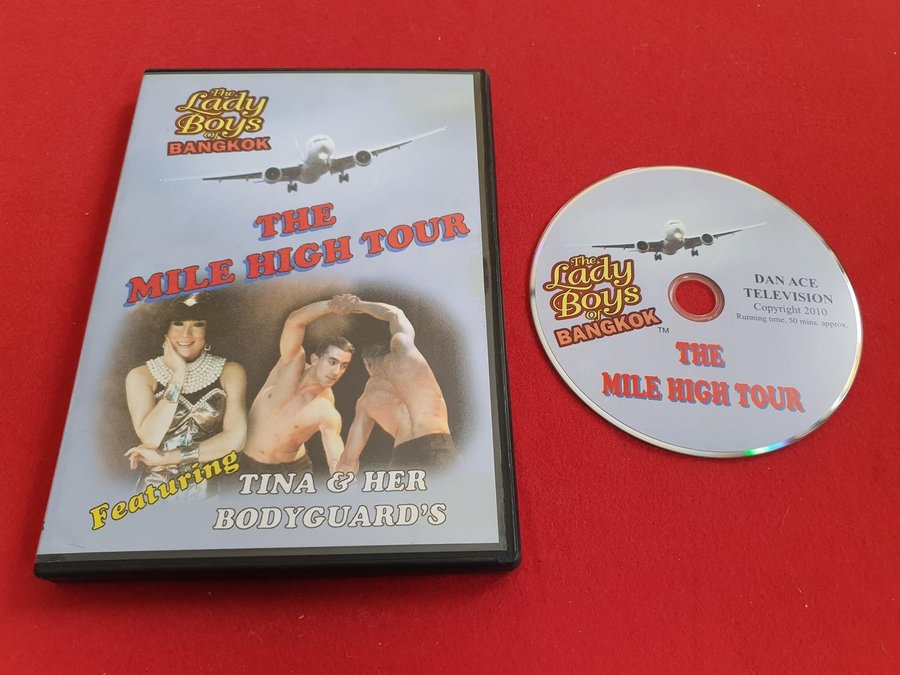 The
Lady
Boys
of
BANGKOK
THE
MILE HIGH TOUR
Featuring
TINA & HER
BODYGUARD'S
The
Lady
Boys
of
BANGKOK
TM
DAN ACE
TELEVISION
Copyright 2010
Running time, 50 mins. approx.
THE
MILE HIGH TOUR